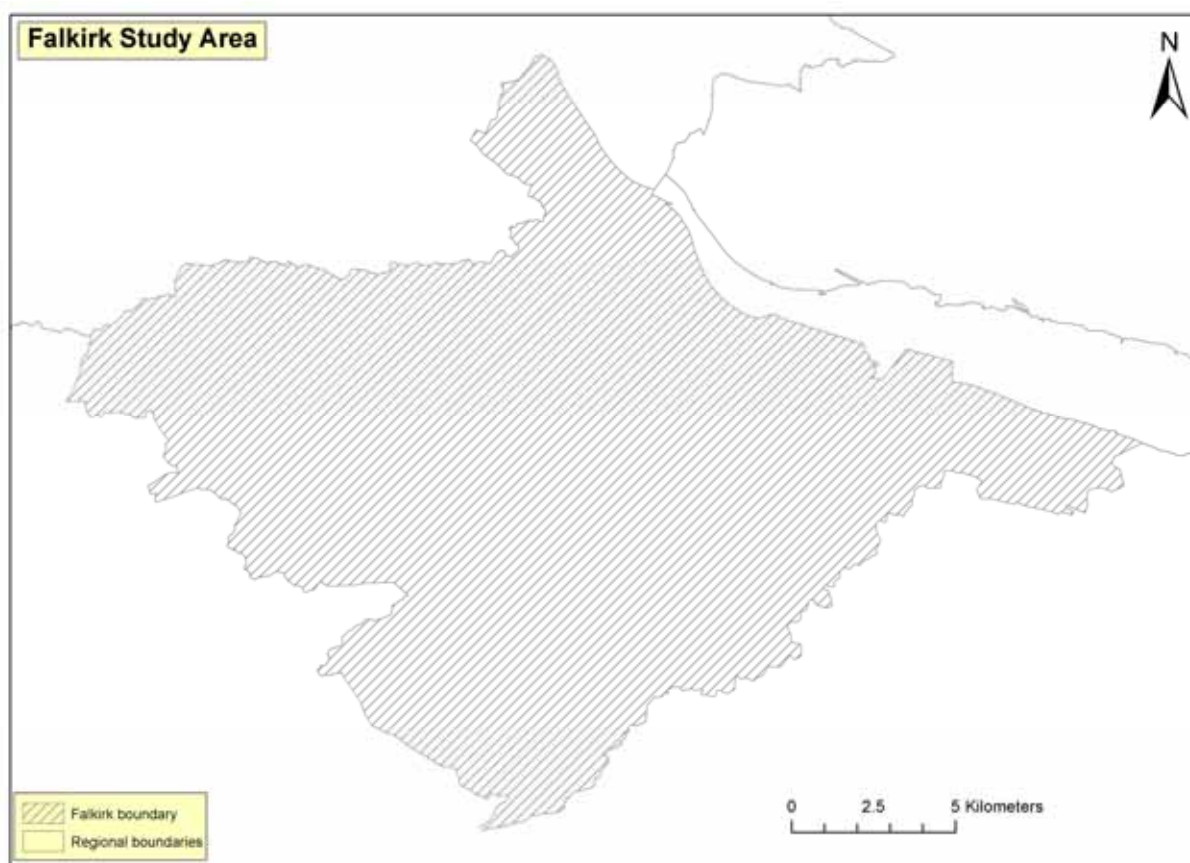 Falkirk Study Area
N
0 2.5 5 Kilometers
Falkirk boundary
Regional boundaries